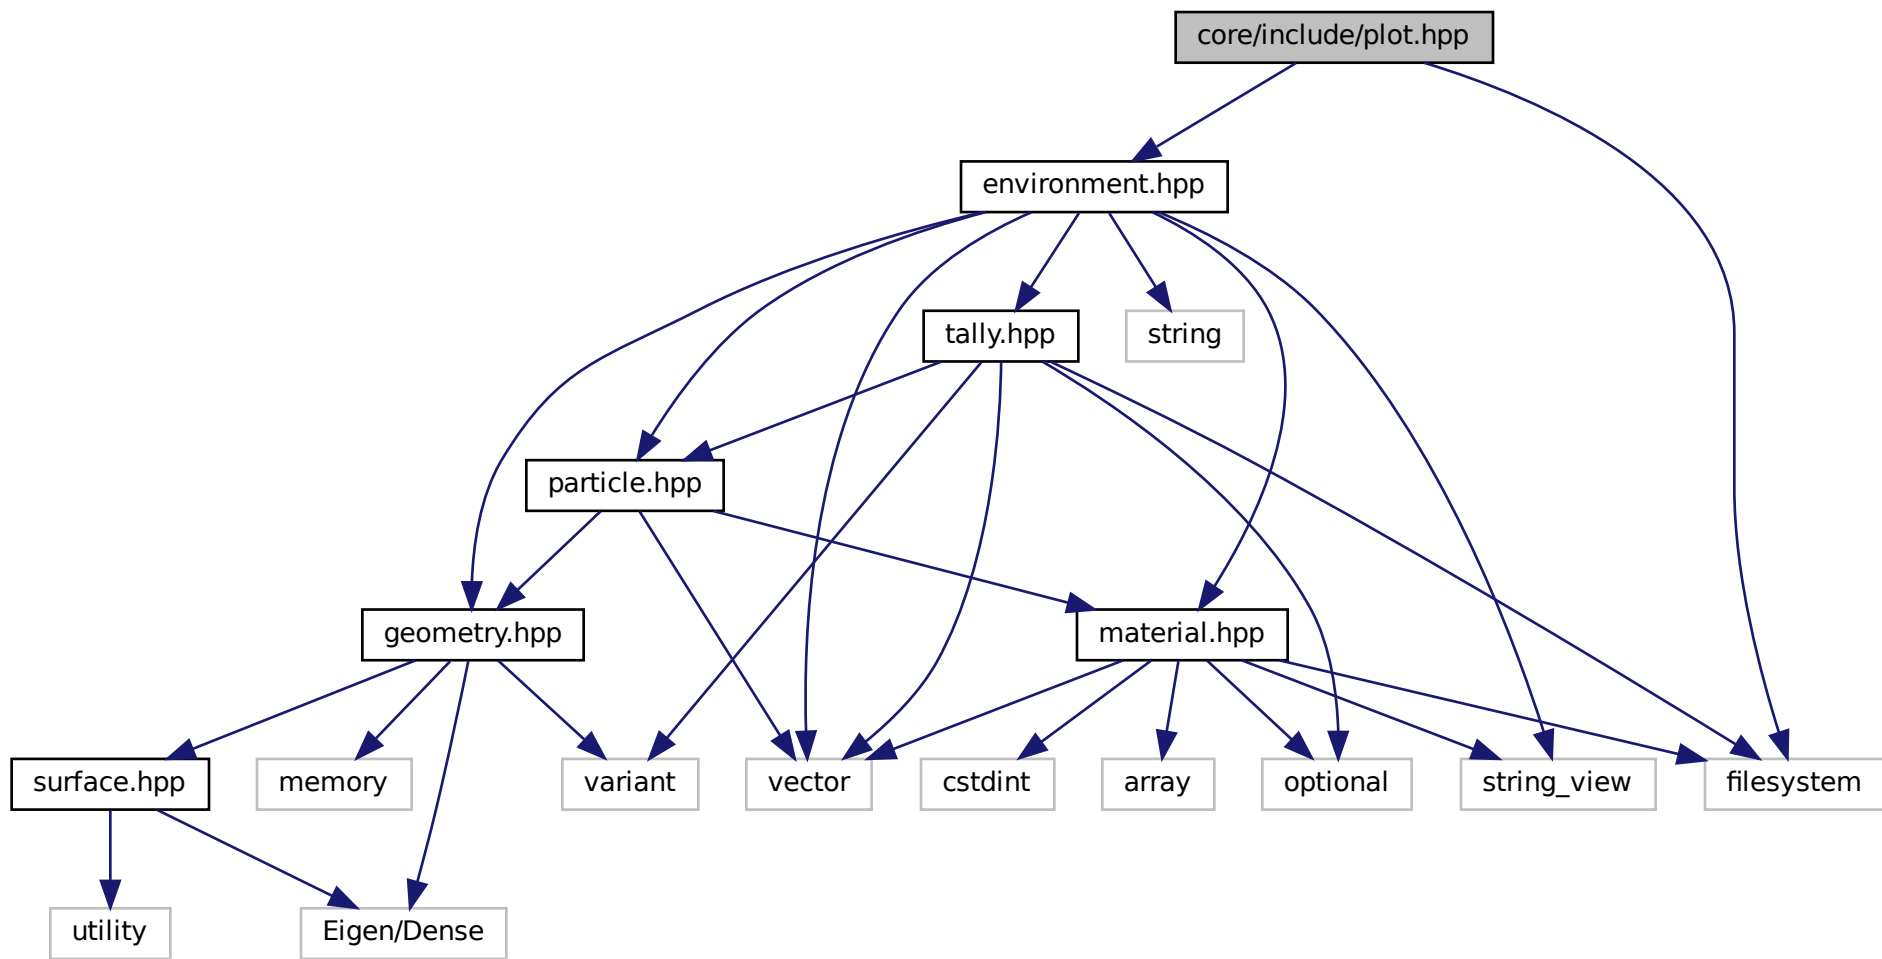 core/include/plot.hpp
environment.hpp
tally.hpp
string
particle.hpp
geometry.hpp
material.hpp
surface.hpp
memory
variant
vector
cstdint
array
optional
string_view
filesystem
utility
Eigen/Dense